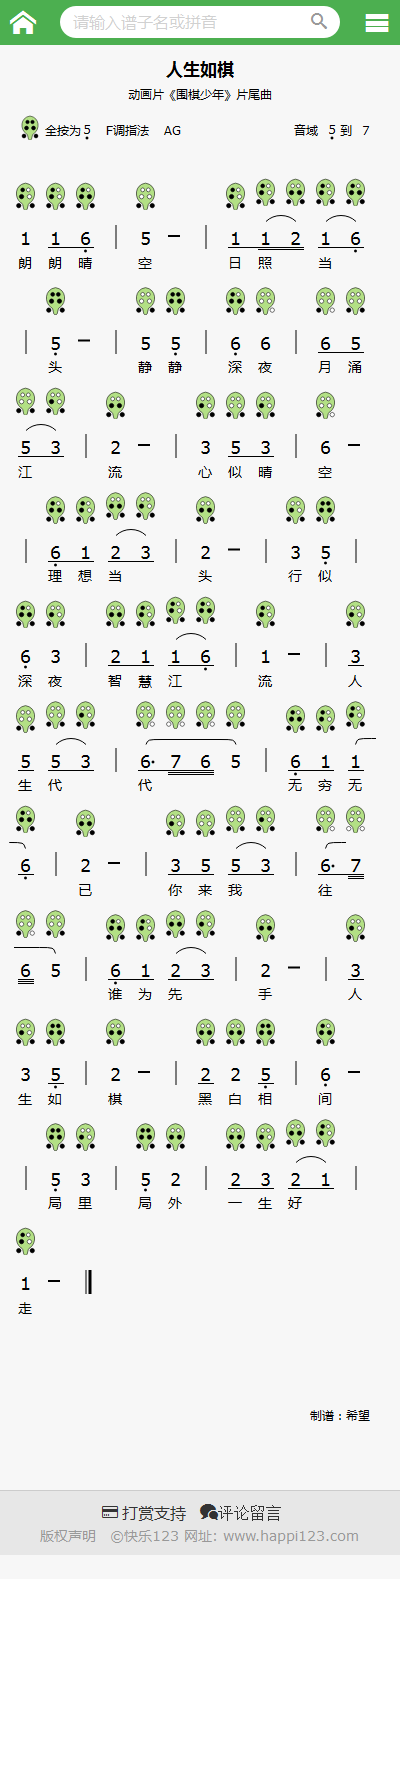 请输入谱子名或拼音
人生如棋
动画片《围棋少年》片尾曲
全按为 5̣ F调指法 AG 音域 5̣ 到 7
1 1 6̣ | 5 - | 1 1 2 1 6̣
朗 朗 晴 空 日 照 当
| 5̣ - | 5 5̣ | 6̣ 6 | 6 5
头 静 静 深 夜 月 涌
5 3 | 2 - | 3 5 3 | 6 -
江 流 心 似 晴 空
| 6̣ 1 2 3 | 2 - | 3 5̣ |
理 想 当 头 行 似
6̣ 3 | 2 1 1 6̣ | 1 - | 3
深 夜 智 慧 江 流 人
5 5 3 | 6· 7 6 5 | 6̣ 1 1
生 代 代 无 穷 无
6̣ | 2 - | 3 5 5 3 | 6· 7
已 你 来 我 往
6 5 | 6̣ 1 2 3 | 2 - | 3
谁 为 先 手 人
3 5̣ | 2 - | 2 2 5̣ | 6̣ -
生 如 棋 黑 白 相 间
| 5̣ 3 | 5̣ 2 | 2 3 2 1 |
局 里 局 外 一 生 好
1 - ‖
走
制谱：希望
打赏支持 评论留言
版权声明 ©快乐123 网址: www.happi123.com